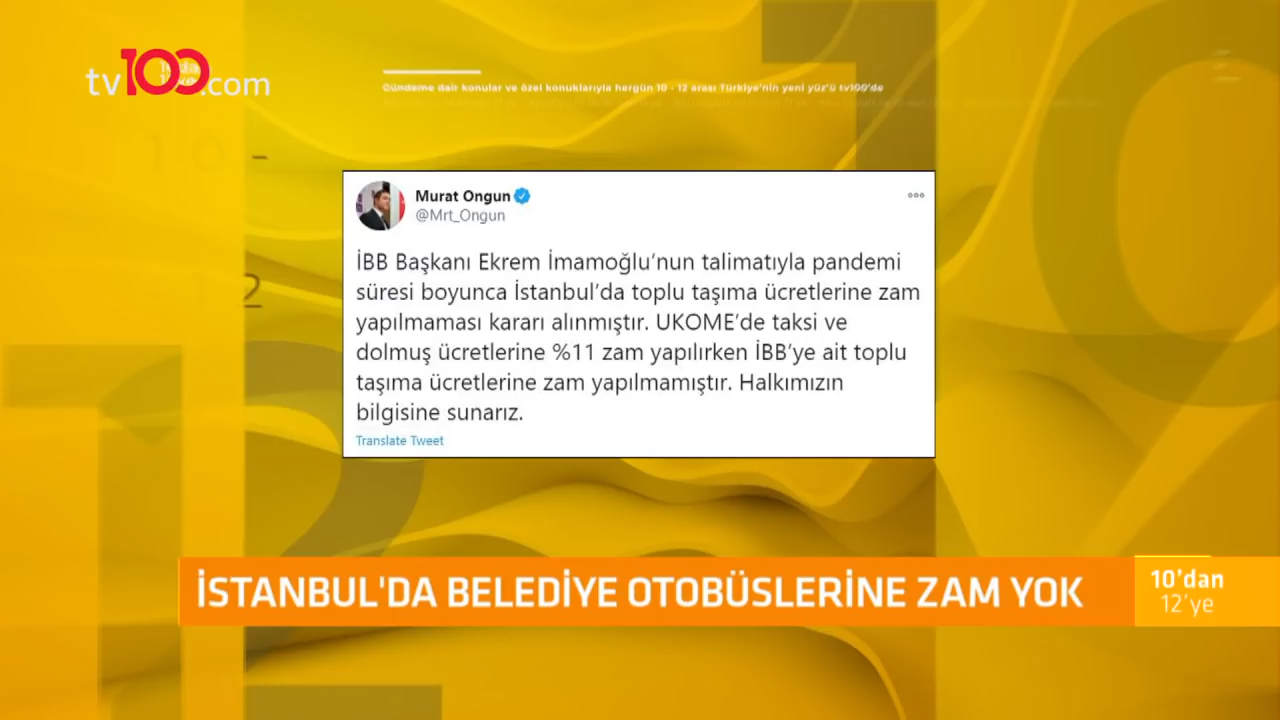 tv100.com
Gündeme dair konular ve özel konuklarıyla hergün 10 - 12 arası Türkiye'nin yeni yüz'ü tv100'de
10 -
- 12
Murat Ongun
@Mrt_Ongun
İBB Başkanı Ekrem İmamoğlu'nun talimatıyla pandemi
süresi boyunca İstanbul'da toplu taşıma ücretlerine zam
yapılmaması kararı alınmıştır. UKOME'de taksi ve
dolmuş ücretlerine %11 zam yapılırken İBB'ye ait toplu
taşıma ücretlerine zam yapılmamıştır. Halkımızın
bilgisine sunarız.
Translate Tweet
İSTANBUL'DA BELEDİYE OTOBÜSLERİNE ZAM YOK
10'dan
12'ye